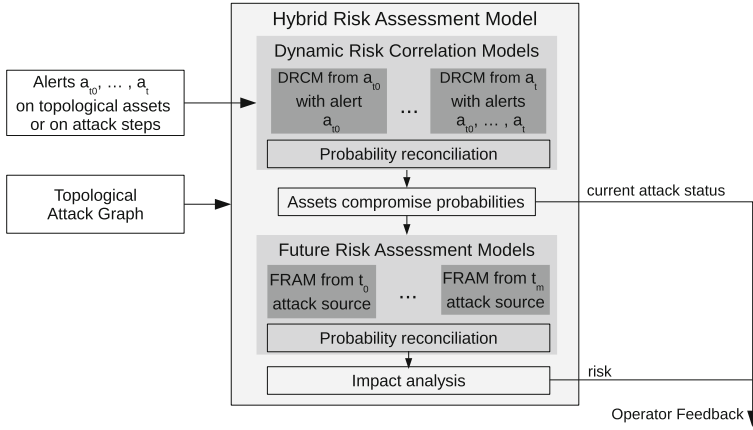 Hybrid Risk Assessment Model
Dynamic Risk Correlation Models
Alerts a_t0, … , a_t
on topological assets
or on attack steps
DRCM from a_t0
with alert
a_t0
…
DRCM from a_t
with alerts
a_t0, … , a_t
Probability reconciliation
Topological
Attack Graph
Assets compromise probabilities
current attack status
Future Risk Assessment Models
FRAM from t_0
attack source
…
FRAM from t_m
attack source
Probability reconciliation
Impact analysis
risk
Operator Feedback